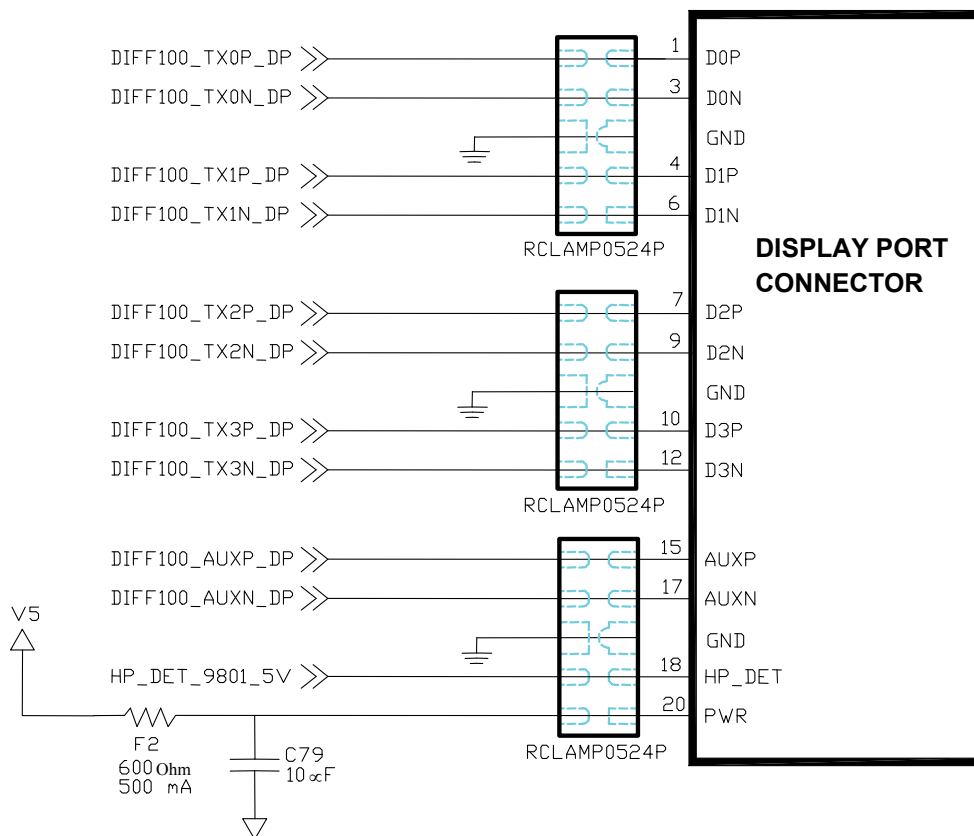 DIFF100_TX0P_DP 1 D0P
DIFF100_TX0N_DP 3 D0N
GND
DIFF100_TX1P_DP 4 D1P
DIFF100_TX1N_DP 6 D1N
RCLAMP0524P
DISPLAY PORT
CONNECTOR
DIFF100_TX2P_DP 7 D2P
DIFF100_TX2N_DP 9 D2N
GND
DIFF100_TX3P_DP 10 D3P
DIFF100_TX3N_DP 12 D3N
RCLAMP0524P
DIFF100_AUXP_DP 15 AUXP
DIFF100_AUXN_DP 17 AUXN
V5
GND
HP_DET_9801_5V 18 HP_DET
20 PWR
RCLAMP0524P
F2
600 Ohm
500 mA
C79
10 ∝F